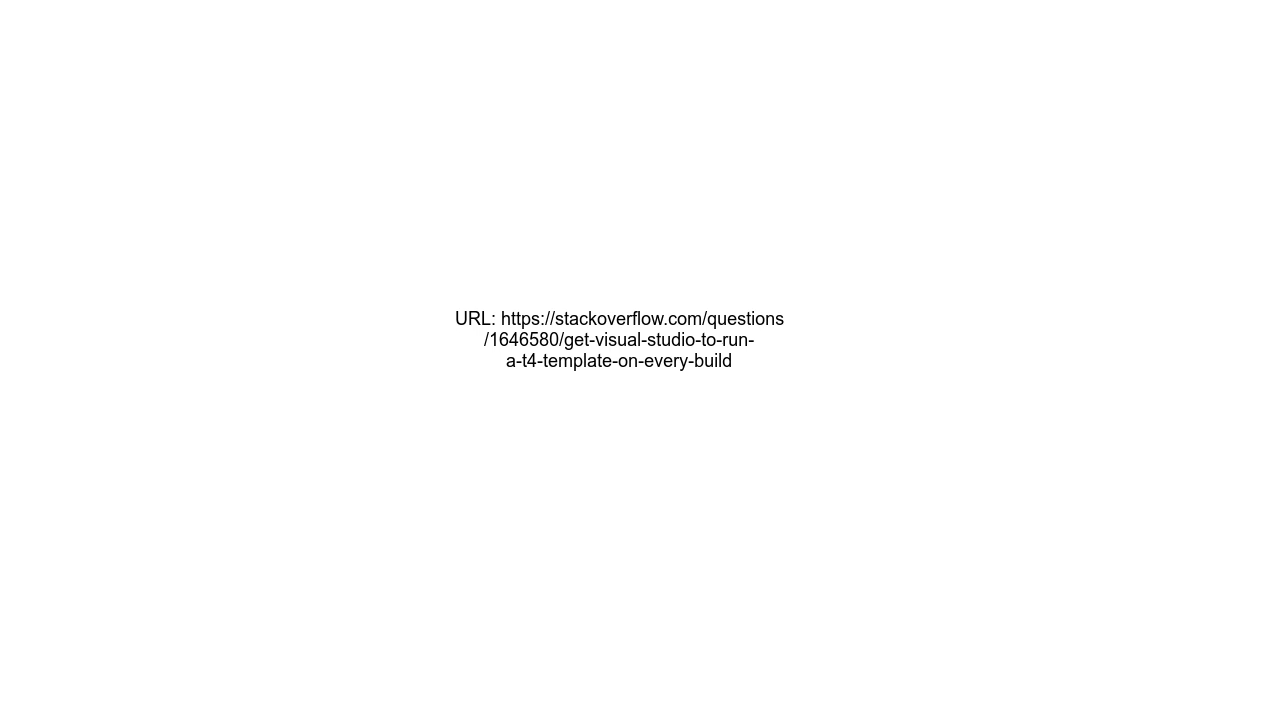 URL: https://stackoverflow.com/questions
/1646580/get-visual-studio-to-run-
a-t4-template-on-every-build